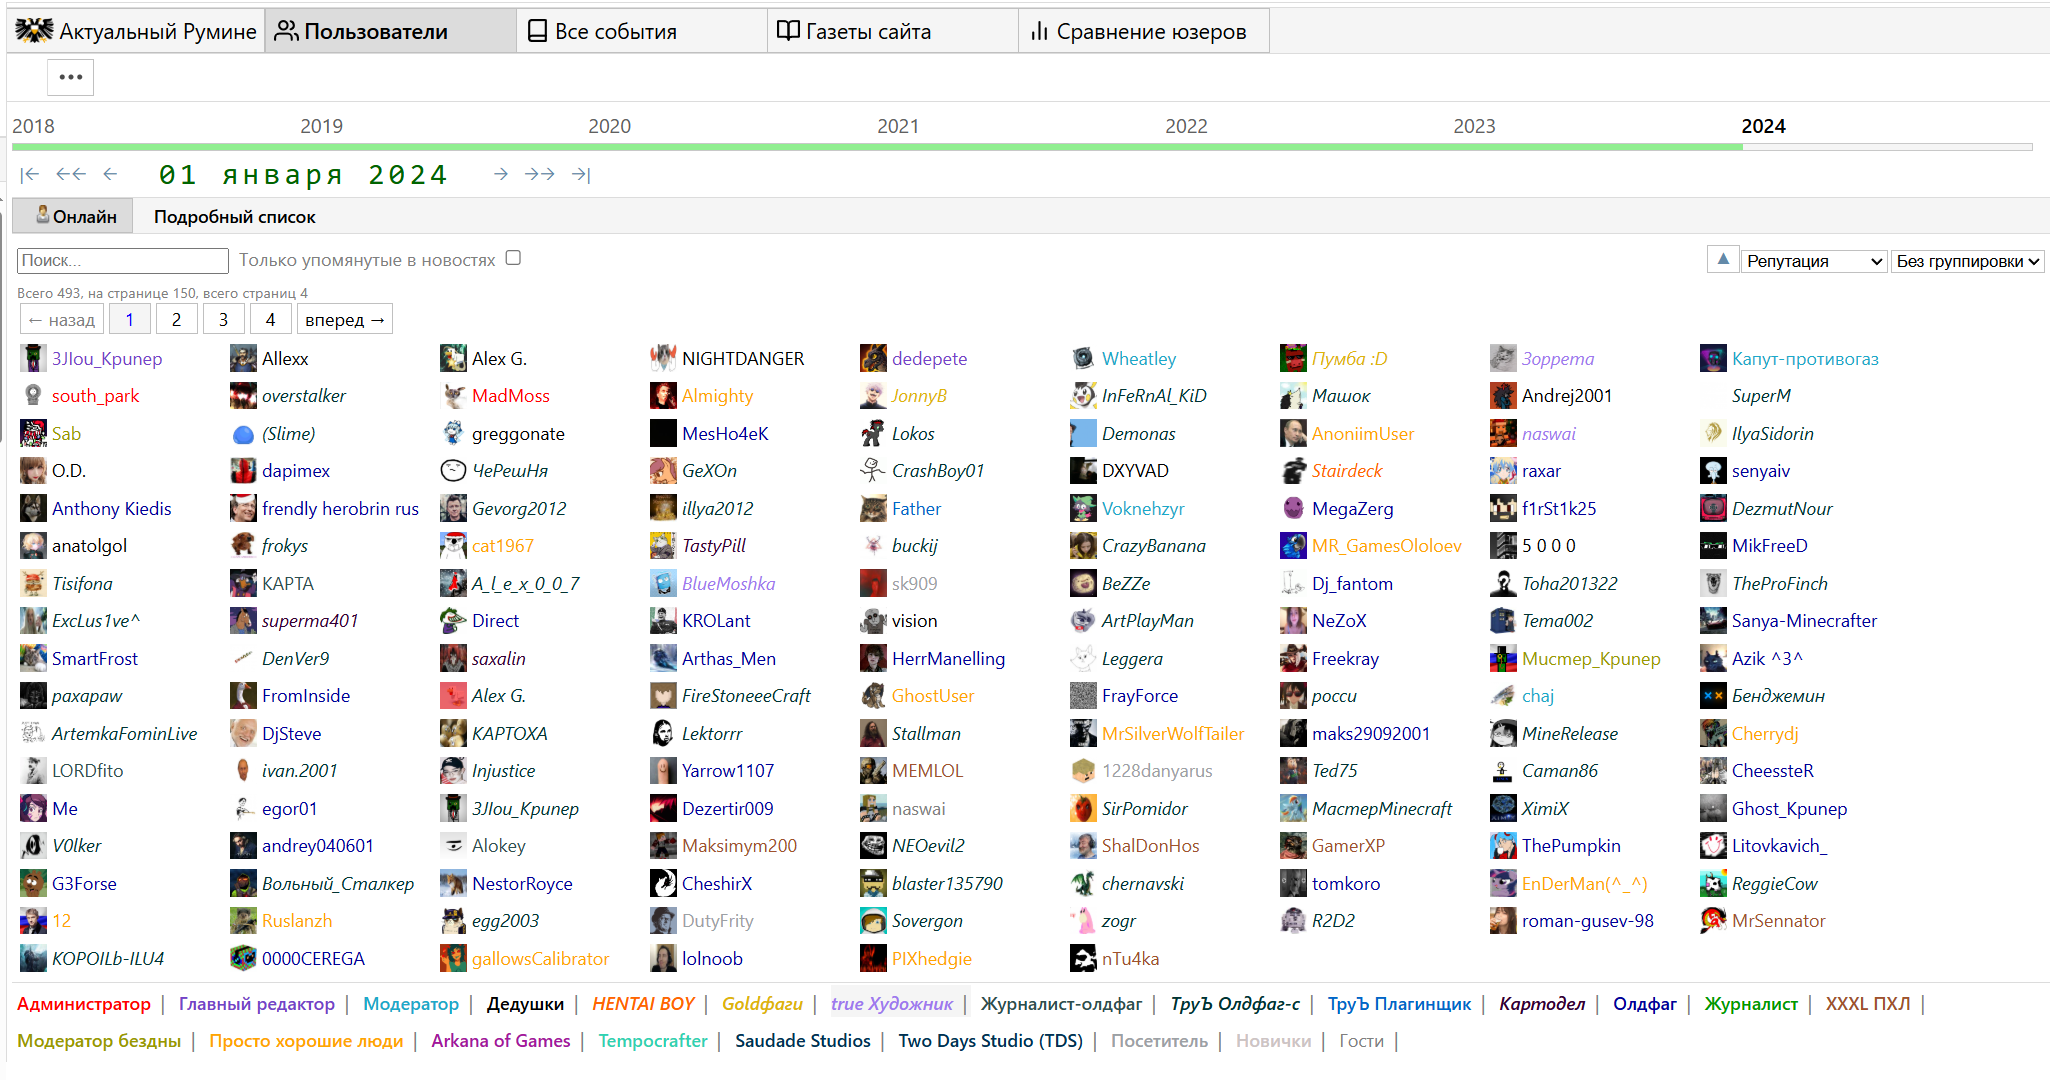 Актуальный Румине Пользователи Все события Газеты сайта Сравнение юзеров
•••
2018 2019 2020 2021 2022 2023 2024
|← ←← ← 01 января 2024 → →→ →|
Онлайн Подробный список
Поиск... Только упомянутые в новостях ▲ Репутация Без группировки
Всего 493, на странице 150, всего страниц 4
← назад 1 2 3 4 вперед →
3JIou_Kpunep Allexx Alex G. NIGHTDANGER dedepete Wheatley Пумба :D Зоррета Капут-противогаз
south_park overstalker MadMoss Almighty JonnyB InFeRnAl_KiD Машок Andrej2001 SuperM
Sab (Slime) greggonate MesHo4eK Lokos Demonas AnoniimUser naswai IlyaSidorin
O.D. dapimex ЧеРешНя GeXOn CrashBoy01 DXYVAD Stairdeck raxar senyaiv
Anthony Kiedis frendly herobrin rus Gevorg2012 illya2012 Father Voknehzyr MegaZerg f1rSt1k25 DezmutNour
anatolgol frokys cat1967 TastyPill buckij CrazyBanana MR_GamesOloloev 5 0 0 0 MikFreeD
Tisifona КАРТА A_l_e_x_0_0_7 BlueMoshka sk909 BeZZe Dj_fantom Toha201322 TheProFinch
ExcLus1ve^ superma401 Direct KROLant vision ArtPlayMan NeZoX Tema002 Sanya-Minecrafter
SmartFrost DenVer9 saxalin Arthas_Men HerrManelling Leggera Freekray Мистер_Крипер Azik ^3^
paxapaw FromInside Alex G. FireStoneeeCraft GhostUser FrayForce росси chaj Бенджемин
ArtemkaFominLive DjSteve KAPTOXA Lektorrr Stallman MrSilverWolfTailer maks29092001 MineRelease Cherrydj
LORDfito ivan.2001 Injustice Yarrow1107 MEMLOL 1228danyarus Ted75 Caman86 CheessteR
Me egor01 3JIou_Kpunep Dezertir009 naswai SirPomidor МастерMinecraft XimiX Ghost_Kpunep
V0lker andrey040601 Alokey Maksimym200 NEOevil2 ShalDonHos GamerXP ThePumpkin Litovkavich_
G3Forse Вольный_Сталкер NestorRoyce CheshirX blaster135790 chernavski tomkoro EnDerMan(^_^) ReggieCow
12 Ruslanzh egg2003 DutyFrity Sovergon zogr R2D2 roman-gusev-98 MrSennator
KOPOILb-ILU4 0000CEREGA gallowsCalibrator lolnoob PIXhedgie nTu4ka
Администратор | Главный редактор | Модератор | Дедушки | HENTAI BOY | Goldфаги | true Художник | Журналист-олдфаг | ТруЪ Олдфаг-с | ТруЪ Плагинщик | Картодел | Олдфаг | Журналист | XXXL ПХЛ |
Модератор бездны | Просто хорошие люди | Arkana of Games | Tempocrafter | Saudade Studios | Two Days Studio (TDS) | Посетитель | Новички | Гости |